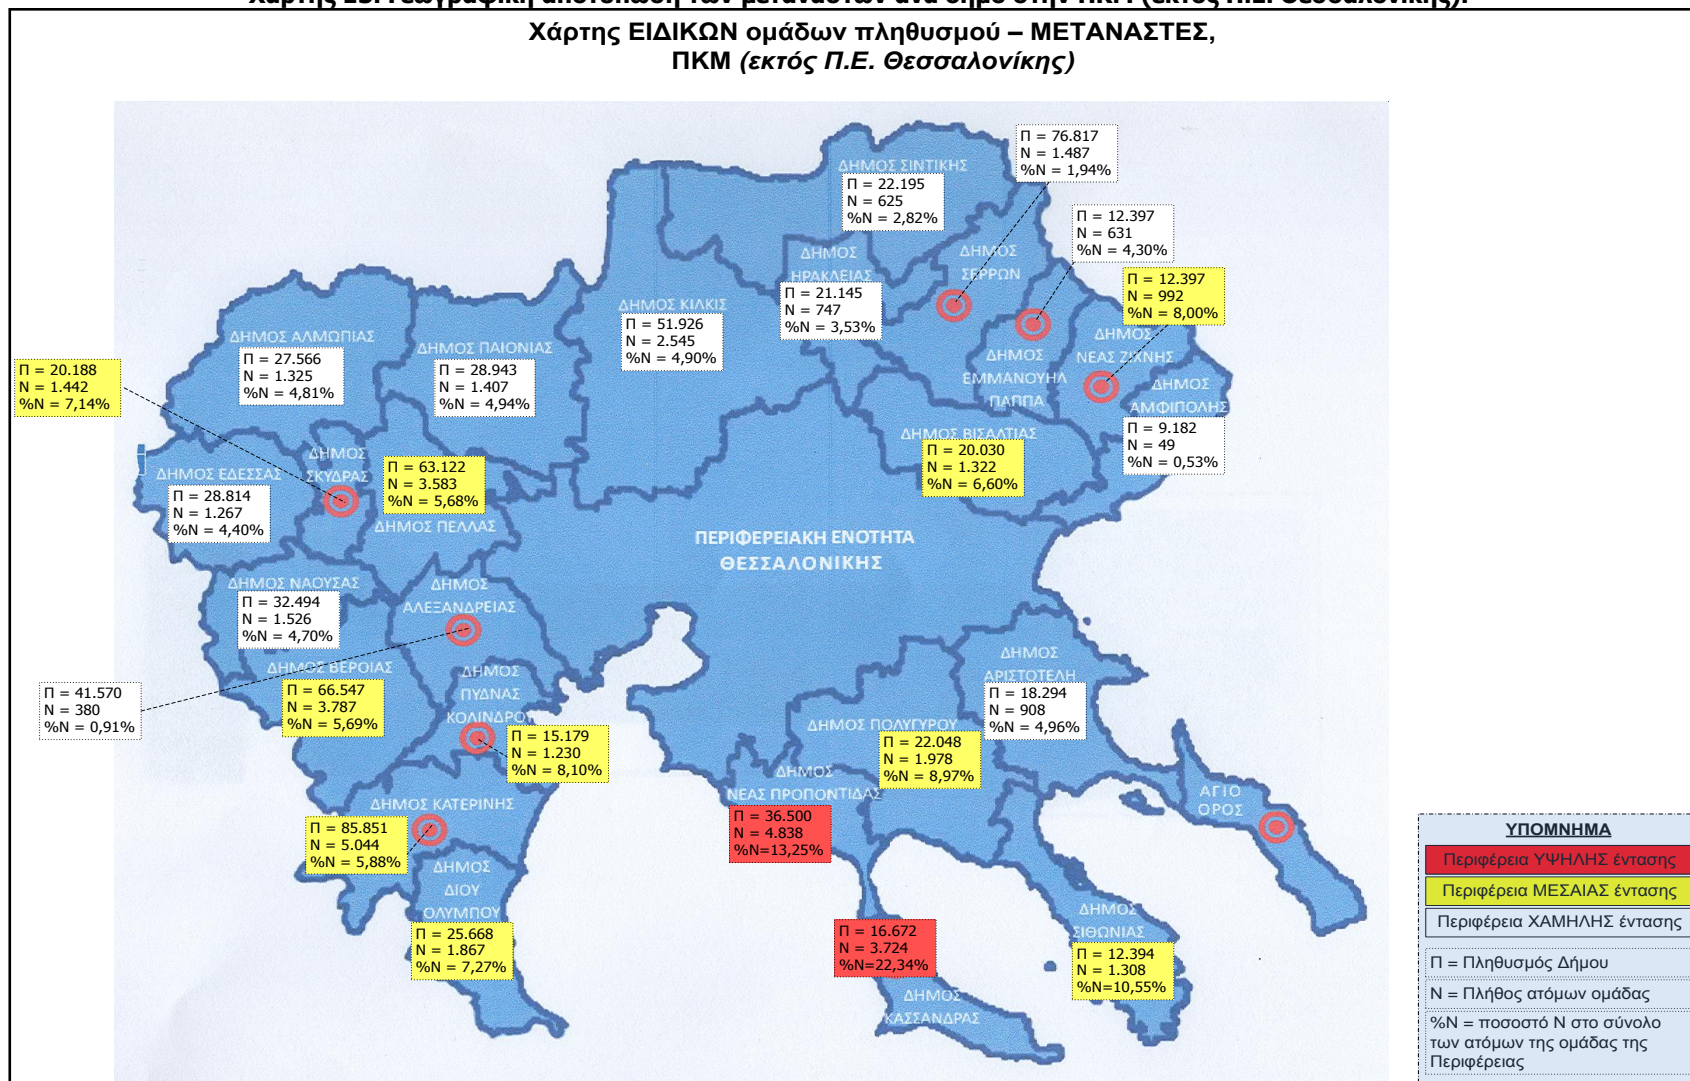 Χάρτης ΕΙΔΙΚΩΝ ομάδων πληθυσμού – ΜΕΤΑΝΑΣΤΕΣ,
ΠΚΜ (εκτός Π.Ε. Θεσσαλονίκης)
Π = 76.817
Ν = 1.487
%Ν = 1,94%
ΔΗΜΟΣ ΣΙΝΤΙΚΗΣ
Π = 22.195
Ν = 625
%Ν = 2,82%
Π = 12.397
Ν = 631
%Ν = 4,30%
ΔΗΜΟΣ
ΗΡΑΚΛΕΙΑΣ
Π = 21.145
Ν = 747
%Ν = 3,53%
ΔΗΜΟΣ
ΣΕΡΡΩΝ
Π = 12.397
Ν = 992
%Ν = 8,00%
ΔΗΜΟΣ ΚΙΛΚΙΣ
Π = 51.926
Ν = 2.545
%Ν = 4,90%
ΔΗΜΟΣ ΑΛΜΩΠΙΑΣ
Π = 27.566
Ν = 1.325
%Ν = 4,81%
ΔΗΜΟΣ ΠΑΙΟΝΙΑΣ
Π = 28.943
Ν = 1.407
%Ν = 4,94%
ΔΗΜΟΣ
ΕΜΜΑΝΟΥΗΛ
ΠΑΠΠΑ
ΔΗΜΟΣ
ΝΕΑΣ ΖΙΧΝΗΣ
ΔΗΜΟΣ
ΑΜΦΙΠΟΛΗΣ
Π = 9.182
Ν = 49
%Ν = 0,53%
Π = 20.188
Ν = 1.442
%Ν = 7,14%
ΔΗΜΟΣ ΒΙΣΑΛΤΙΑΣ
Π = 20.030
Ν = 1.322
%Ν = 6,60%
ΔΗΜΟΣ
ΣΚΥΔΡΑΣ
Π = 63.122
Ν = 3.583
%Ν = 5,68%
ΔΗΜΟΣ ΠΕΛΛΑΣ
ΔΗΜΟΣ ΕΔΕΣΣΑΣ
Π = 28.814
Ν = 1.267
%Ν = 4,40%
ΠΕΡΙΦΕΡΕΙΑΚΗ ΕΝΟΤΗΤΑ
ΘΕΣΣΑΛΟΝΙΚΗΣ
ΔΗΜΟΣ ΝΑΟΥΣΑΣ
Π = 32.494
Ν = 1.526
%Ν = 4,70%
ΔΗΜΟΣ
ΑΛΕΞΑΝΔΡΕΙΑΣ
Π = 41.570
Ν = 380
%Ν = 0,91%
ΔΗΜΟΣ ΒΕΡΟΙΑΣ
Π = 66.547
Ν = 3.787
%Ν = 5,69%
ΔΗΜΟΣ
ΠΥΔΝΑΣ
ΚΟΛΙΝΔΡΟΥ
Π = 15.179
Ν = 1.230
%Ν = 8,10%
ΔΗΜΟΣ
ΑΡΙΣΤΟΤΕΛΗ
Π = 18.294
Ν = 908
%Ν = 4,96%
ΔΗΜΟΣ ΠΟΛΥΓΥΡΟΥ
Π = 22.048
Ν = 1.978
%Ν = 8,97%
ΔΗΜΟΣ
ΝΕΑΣ ΠΡΟΠΟΝΤΙΔΑΣ
Π = 36.500
Ν = 4.838
%Ν=13,25%
ΑΓΙΟ
ΟΡΟΣ
ΔΗΜΟΣ ΚΑΤΕΡΙΝΗΣ
Π = 85.851
Ν = 5.044
%Ν = 5,88%
ΔΗΜΟΣ
ΔΙΟΥ
ΟΛΥΜΠΟΥ
Π = 25.668
Ν = 1.867
%Ν = 7,27%
Π = 16.672
Ν = 3.724
%Ν=22,34%
ΔΗΜΟΣ
ΚΑΣΣΑΝΔΡΑΣ
ΔΗΜΟΣ
ΣΙΘΩΝΙΑΣ
Π = 12.394
Ν = 1.308
%Ν=10,55%
ΥΠΟΜΝΗΜΑ
Περιφέρεια ΥΨΗΛΗΣ έντασης
Περιφέρεια ΜΕΣΑΙΑΣ έντασης
Περιφέρεια ΧΑΜΗΛΗΣ έντασης
Π = Πληθυσμός Δήμου
Ν = Πλήθος ατόμων ομάδας
%Ν = ποσοστό Ν στο σύνολο
των ατόμων της ομάδας της
Περιφέρειας